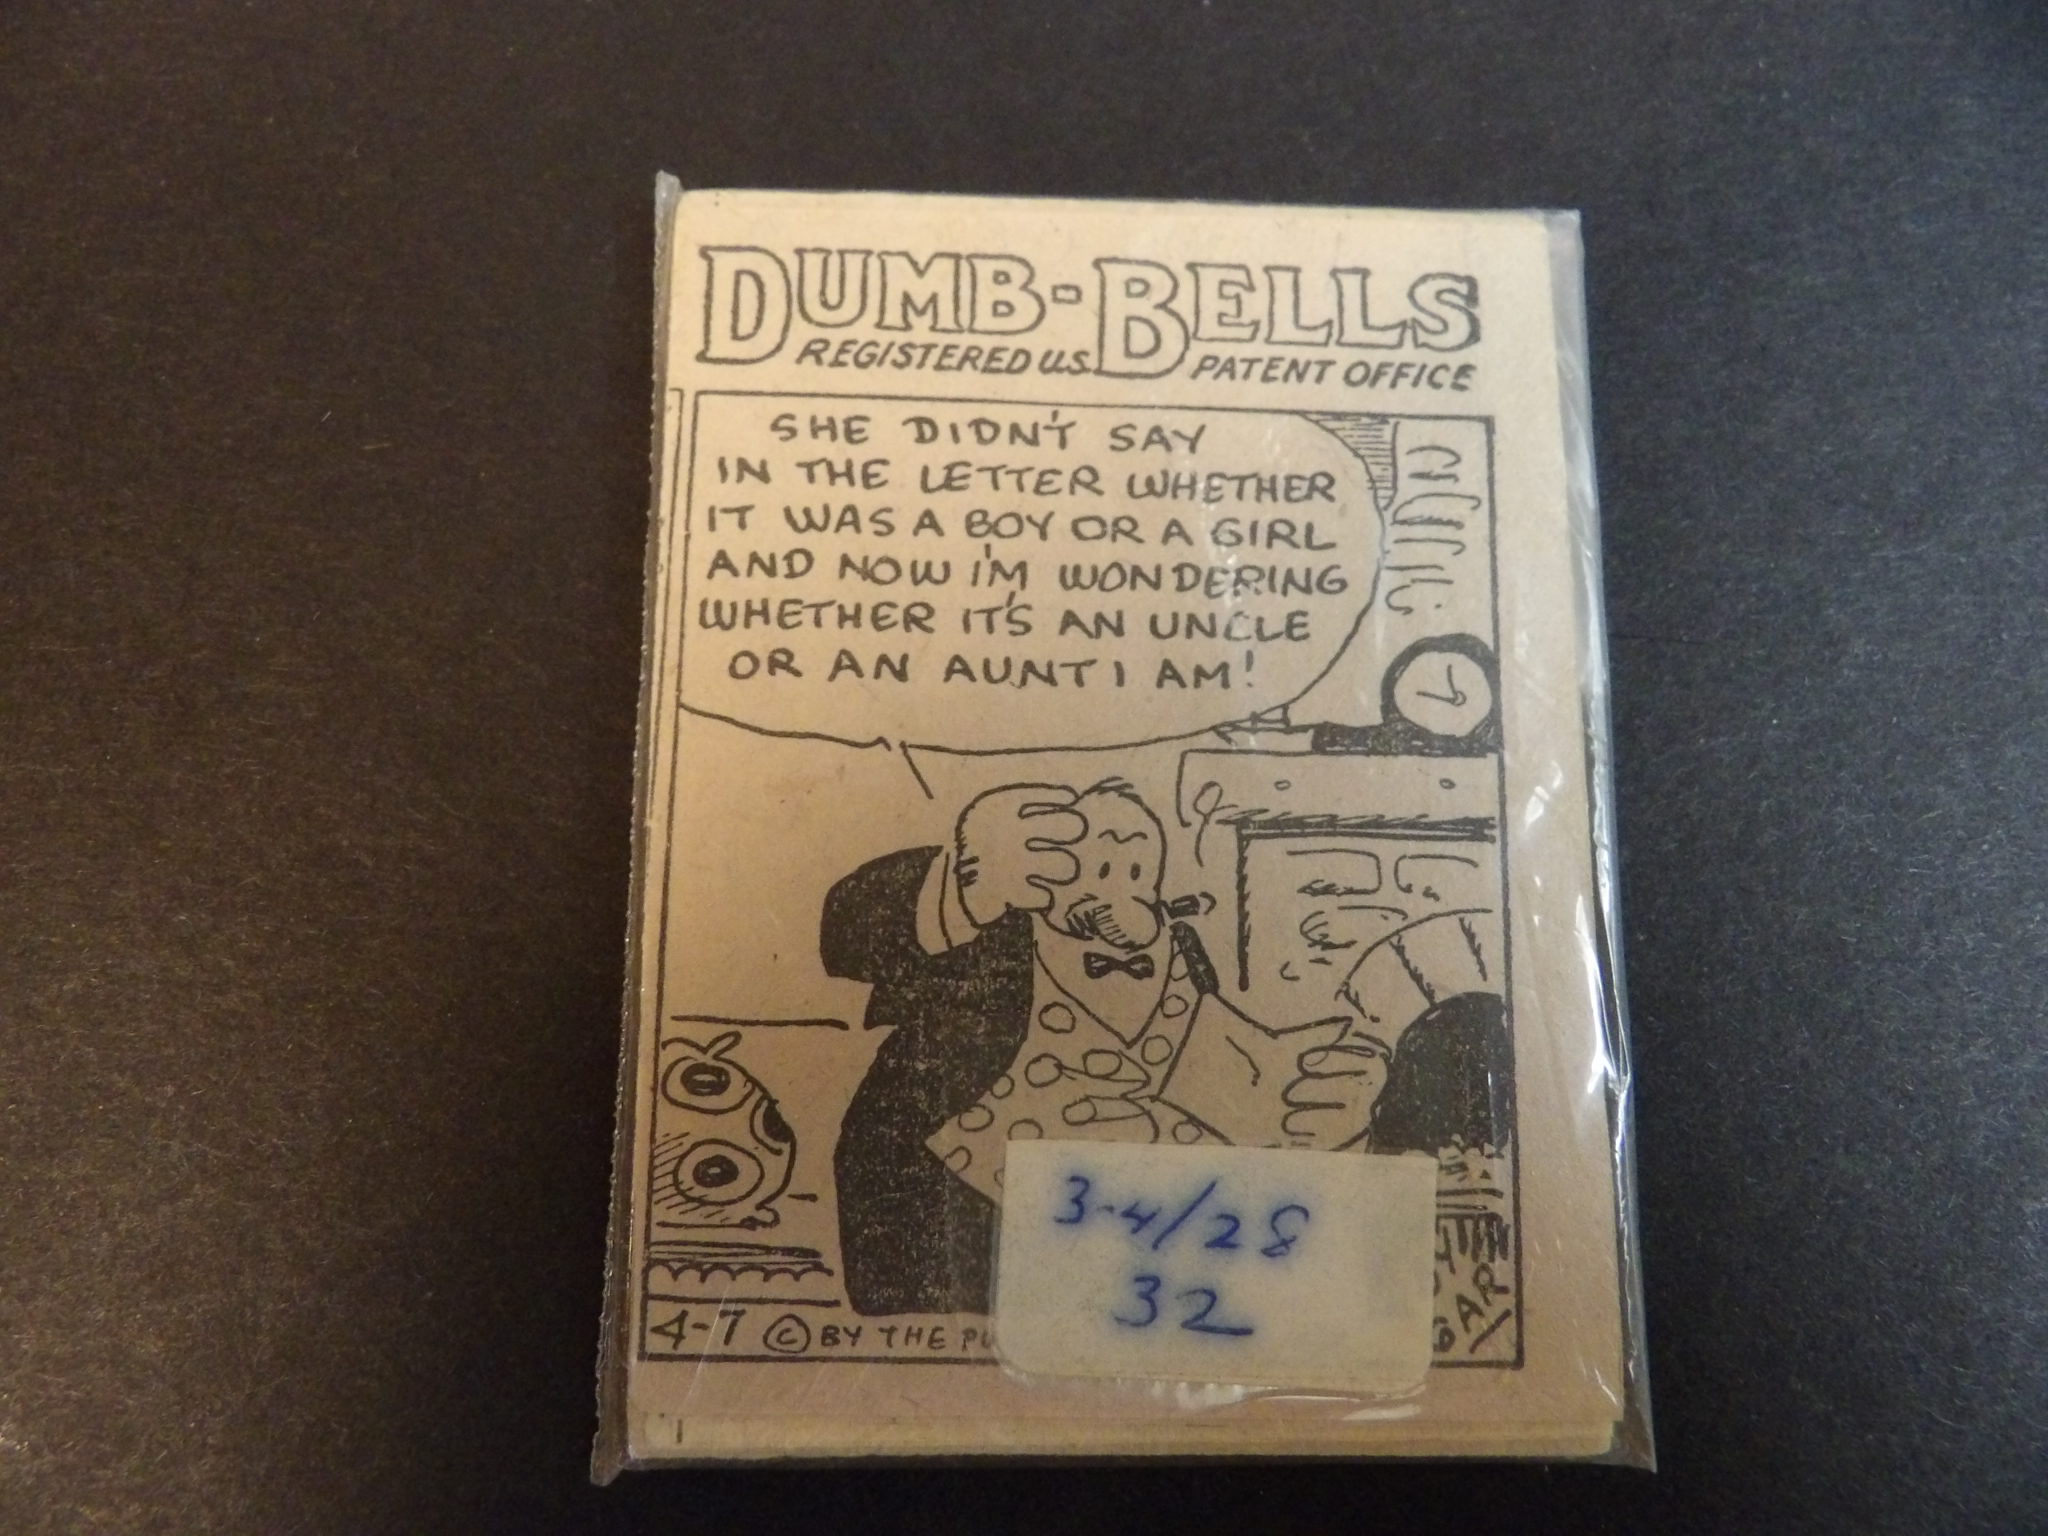 DUMB-BELLS
REGISTERED U.S. PATENT OFFICE
SHE DIDN'T SAY
IN THE LETTER WHETHER
IT WAS A BOY OR A GIRL
AND NOW I'M WONDERING
WHETHER IT'S AN UNCLE
OR AN AUNT I AM!
3-4/28
32
4-7 © BY THE